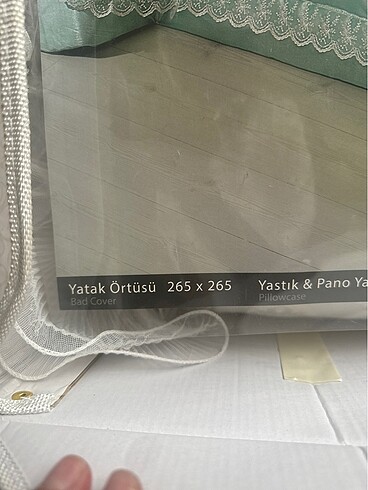 Yatak Örtüsü 265 x 265
Bad Cover
Yastık & Pano Ya
Pillowcase